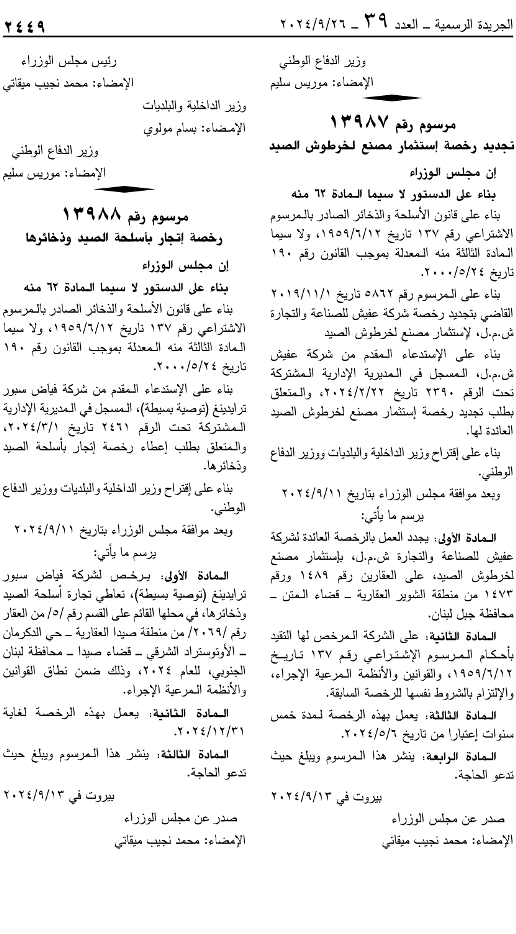 الجريدة الرسمية ــ العدد ٣٩ ــ ٢٠٢٤/٩/٢٦
٢٤٤٩
وزير الدفاع الوطني
الإمضاء: موريس سليم
مرسوم رقم ١٣٩٨٧
تجديد رخصة إستثمار مصنع لخرطوش الصيد
إن مجلس الوزراء
بناء على الدستور لا سيما المادة ٦٢ منه
بناء على قانون الأسلحة والذخائر الصادر بالمرسوم
الاشتراعي رقم ١٣٧ تاريخ ١٩٥٩/٦/١٢، ولا سيما
المادة الثالثة منه المعدلة بموجب القانون رقم ١٩٠
تاريخ ٢٠٠٠/٥/٢٤.
بناء على المرسوم رقم ٥٨٦٢ تاريخ ٢٠١٩/١١/١
القاضي بتجديد رخصة شركة عفيش للصناعة والتجارة
ش.م.ل، لإستثمار مصنع لخرطوش الصيد
بناء على الإستدعاء المقدم من شركة عفيش
ش.م.ل، المسجل في المديرية الإدارية المشتركة
تحت الرقم ٢٣٩٠ تاريخ ٢٠٢٤/٢/٢٢، والمتعلق
بطلب تجديد رخصة إستثمار مصنع لخرطوش الصيد
العائدة لها.
بناء على إقتراح وزير الداخلية والبلديات ووزير الدفاع
الوطني.
وبعد موافقة مجلس الوزراء بتاريخ ٢٠٢٤/٩/١١
يرسم ما يأتي:
المادة الأولى: يجدد العمل بالرخصة العائدة لشركة
عفيش للصناعة والتجارة ش.م.ل، بإستثمار مصنع
لخرطوش الصيد، على العقارين رقم ١٤٨٩ ورقم
١٤٧٣ من منطقة الشوير العقارية ــ قضاء المتن ــ
محافظة جبل لبنان.
المادة الثانية: على الشركة المرخص لها التقيد
بأحكام المرسوم الإشتراعي رقم ١٣٧ تاريخ
١٩٥٩/٦/١٢، والقوانين والأنظمة المرعية الإجراء،
والإلتزام بالشروط نفسها للرخصة السابقة.
المادة الثالثة: يعمل بهذه الرخصة لمدة خمس
سنوات إعتبارا من تاريخ ٢٠٢٤/٥/٦.
المادة الرابعة: ينشر هذا المرسوم ويبلغ حيث
تدعو الحاجة.
بيروت في ٢٠٢٤/٩/١٣
صدر عن مجلس الوزراء
الإمضاء: محمد نجيب ميقاتي
رئيس مجلس الوزراء
الإمضاء: محمد نجيب ميقاتي
وزير الداخلية والبلديات
الإمضاء: بسام مولوي
وزير الدفاع الوطني
الإمضاء: موريس سليم
مرسوم رقم ١٣٩٨٨
رخصة إتجار بأسلحة الصيد وذخائرها
إن مجلس الوزراء
بناء على الدستور لا سيما المادة ٦٢ منه
بناء على قانون الأسلحة والذخائر الصادر بالمرسوم
الاشتراعي رقم ١٣٧ تاريخ ١٩٥٩/٦/١٢، ولا سيما
المادة الثالثة منه المعدلة بموجب القانون رقم ١٩٠
تاريخ ٢٠٠٠/٥/٢٤.
بناء على الإستدعاء المقدم من شركة فياض سبور
ترايدينغ (توصية بسيطة)، المسجل في المديرية الإدارية
المشتركة تحت الرقم ٢٤٦١ تاريخ ٢٠٢٤/٣/١،
والمتعلق بطلب إعطاء رخصة إتجار بأسلحة الصيد
وذخائرها.
بناء على إقتراح وزير الداخلية والبلديات ووزير الدفاع
الوطني.
وبعد موافقة مجلس الوزراء بتاريخ ٢٠٢٤/٩/١١
يرسم ما يأتي:
المادة الأولى: يرخص لشركة فياض سبور
ترايدينغ (توصية بسيطة)، تعاطي تجارة أسلحة الصيد
وذخائرها، في محلها القائم على القسم رقم /٥/ من العقار
رقم /٢٠٦٩/ من منطقة صيدا العقارية ــ حي الدكرمان
ــ الأوتوستراد الشرقي ــ قضاء صيدا ــ محافظة لبنان
الجنوبي، للعام ٢٠٢٤، وذلك ضمن نطاق القوانين
والأنظمة المرعية الإجراء.
المادة الثانية: يعمل بهذه الرخصة لغاية
٢٠٢٤/١٢/٣١.
المادة الثالثة: ينشر هذا المرسوم ويبلغ حيث
تدعو الحاجة.
بيروت في ٢٠٢٤/٩/١٣
صدر عن مجلس الوزراء
الإمضاء: محمد نجيب ميقاتي